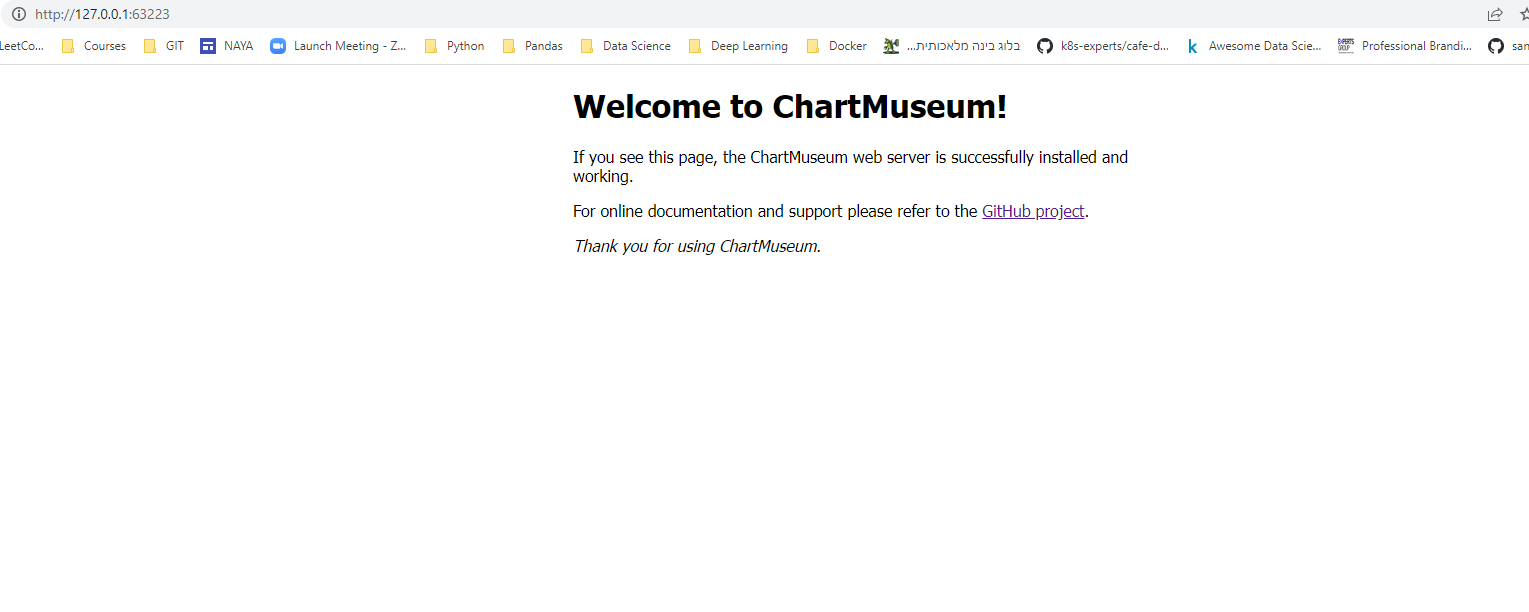 http://127.0.0.1:63223
LeetCo... Courses GIT NAYA Launch Meeting - Z... Python Pandas Data Science Deep Learning Docker בלוג בינה מלאכותית... k8s-experts/cafe-d... Awesome Data Scie... EXPERTS GROUP Professional Brandi... san
Welcome to ChartMuseum!
If you see this page, the ChartMuseum web server is successfully installed and
working.
For online documentation and support please refer to the GitHub project.
Thank you for using ChartMuseum.